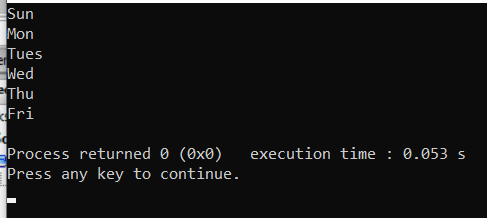 Sun
Mon
Tues
Wed
Thu
Fri
Process returned 0 (0x0)   execution time : 0.053 s
Press any key to continue.